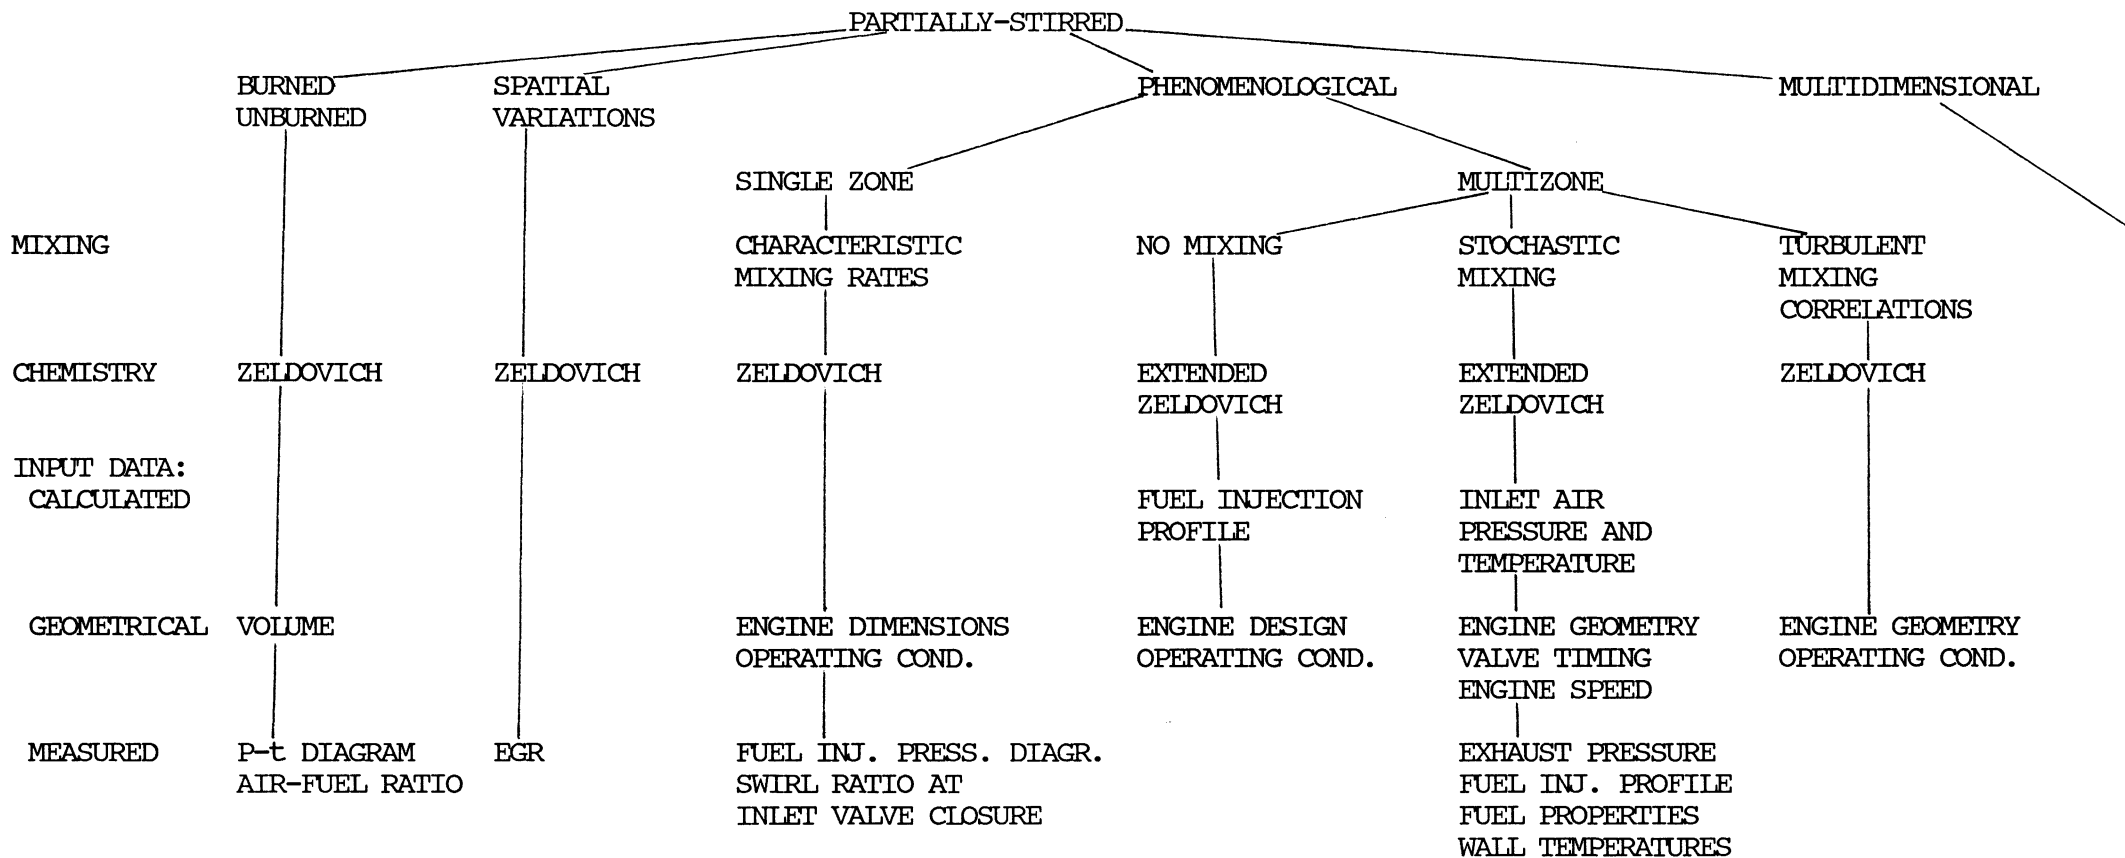 PARTIALLY-STIRRED
BURNED SPATIAL PHENOMENOLOGICAL MULTIDIMENSIONAL
UNBURNED VARIATIONS
SINGLE ZONE MULTIZONE
MIXING CHARACTERISTIC NO MIXING STOCHASTIC TURBULENT
MIXING RATES MIXING MIXING
CORRELATIONS
CHEMISTRY ZELDOVICH ZELDOVICH ZELDOVICH EXTENDED EXTENDED ZELDOVICH
ZELDOVICH ZELDOVICH
INPUT DATA:
CALCULATED FUEL INJECTION INLET AIR
PROFILE PRESSURE AND
TEMPERATURE
GEOMETRICAL VOLUME ENGINE DIMENSIONS ENGINE DESIGN ENGINE GEOMETRY ENGINE GEOMETRY
OPERATING COND. OPERATING COND. VALVE TIMING OPERATING COND.
ENGINE SPEED
MEASURED P-t DIAGRAM EGR FUEL INJ. PRESS. DIAGR. EXHAUST PRESSURE
AIR-FUEL RATIO SWIRL RATIO AT FUEL INJ. PROFILE
INLET VALVE CLOSURE FUEL PROPERTIES
WALL TEMPERATURES